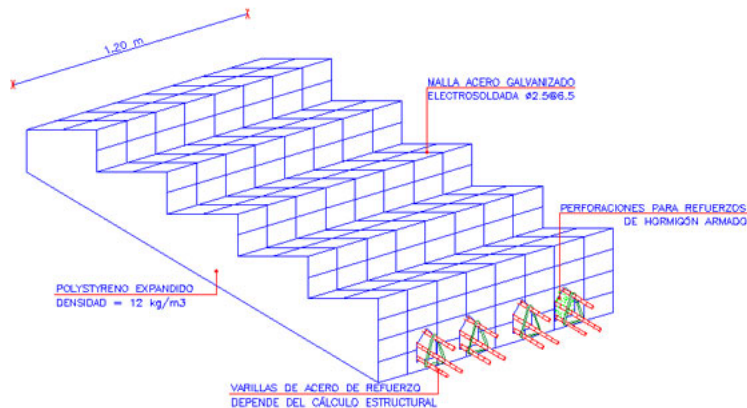 1.20 m
MALLA ACERO GALVANIZADO
ELECTROSOLDADA ø2.5@6.5
PERFORACIONES PARA REFUERZOS
DE HORMIGÓN ARMADO
POLYSTYRENO EXPANDIDO
DENSIDAD = 12 kg/m3
VARILLAS DE ACERO DE REFUERZO
DEPENDE DEL CÁLCULO ESTRUCTURAL